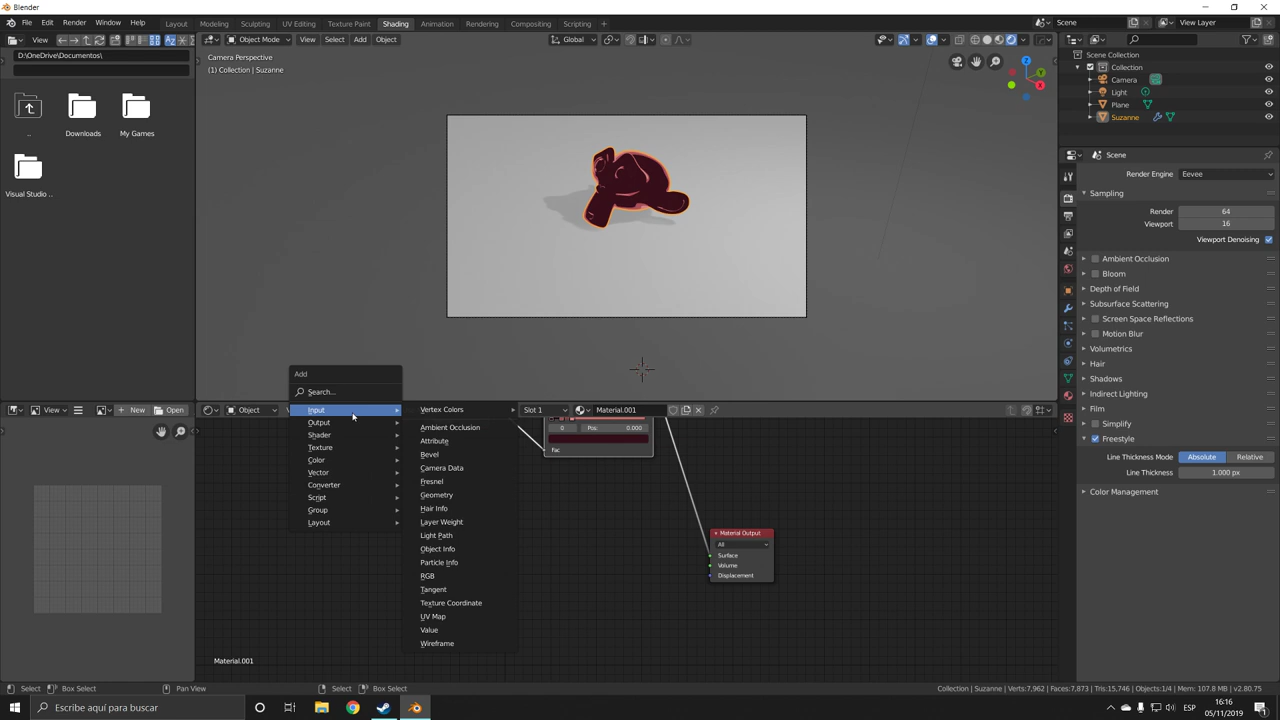 Blender
File Edit Render Window Help Layout Modeling Sculpting UV Editing Texture Paint Shading Animation Rendering Compositing Scripting Scene View Layer
View Object Mode View Select Add Object Global
D:\OneDrive\Documentos\
..
Downloads
My Games
Visual Studio ..
Camera Perspective
(1) Collection | Suzanne
Z
Y
X
Scene Collection
Collection
Camera
Light
Plane
Suzanne
Scene
Render Engine Eevee
Sampling
Render 64
Viewport 16
Viewport Denoising
Ambient Occlusion
Bloom
Depth of Field
Subsurface Scattering
Screen Space Reflections
Motion Blur
Volumetrics
Hair
Shadows
Indirect Lighting
Film
Simplify
Freestyle
Line Thickness Mode Absolute Relative
Line Thickness 1.000 px
Color Management
View New Open
Object
Slot 1 Material.001
Add
Search...
Input
Output
Shader
Texture
Color
Vector
Converter
Script
Group
Layout
Vertex Colors
Ambient Occlusion
Attribute
Bevel
Camera Data
Fresnel
Geometry
Hair Info
Layer Weight
Light Path
Object Info
Particle Info
RGB
Tangent
Texture Coordinate
UV Map
Value
Wireframe
0 Pos: 0.000
Fac
Material Output
All
Surface
Volume
Displacement
Material.001
Select Box Select Pan View Select Box Select
Collection | Suzanne | Verts:7,962 | Faces:7,873 | Tris:15,746 | Objects:1/4 | Mem: 107.8 MB | v2.80.75
Escribe aquí para buscar
ESP
16:16
05/11/2019
1